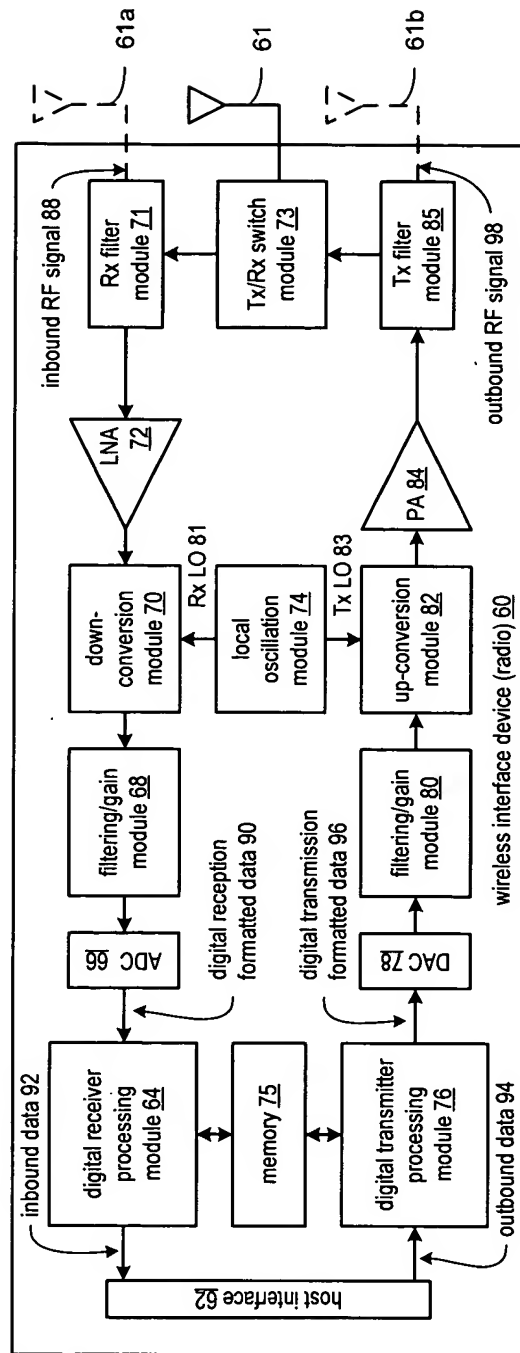 61a
61
61b
inbound RF signal 88
Rx filter
module 71
Tx/Rx switch
module 73
Tx filter
module 85
outbound RF signal 98
LNA
72
PA 84
down-
conversion
module 70
Rx LO 81
local
oscillation
module 74
Tx LO 83
up-conversion
module 82
filtering/gain
module 68
filtering/gain
module 80
ADC 66
digital reception
formatted data 90
digital transmission
formatted data 96
DAC 78
inbound data 92
digital receiver
processing
module 64
memory 75
digital transmitter
processing
module 76
outbound data 94
host interface 62
wireless interface device (radio) 60